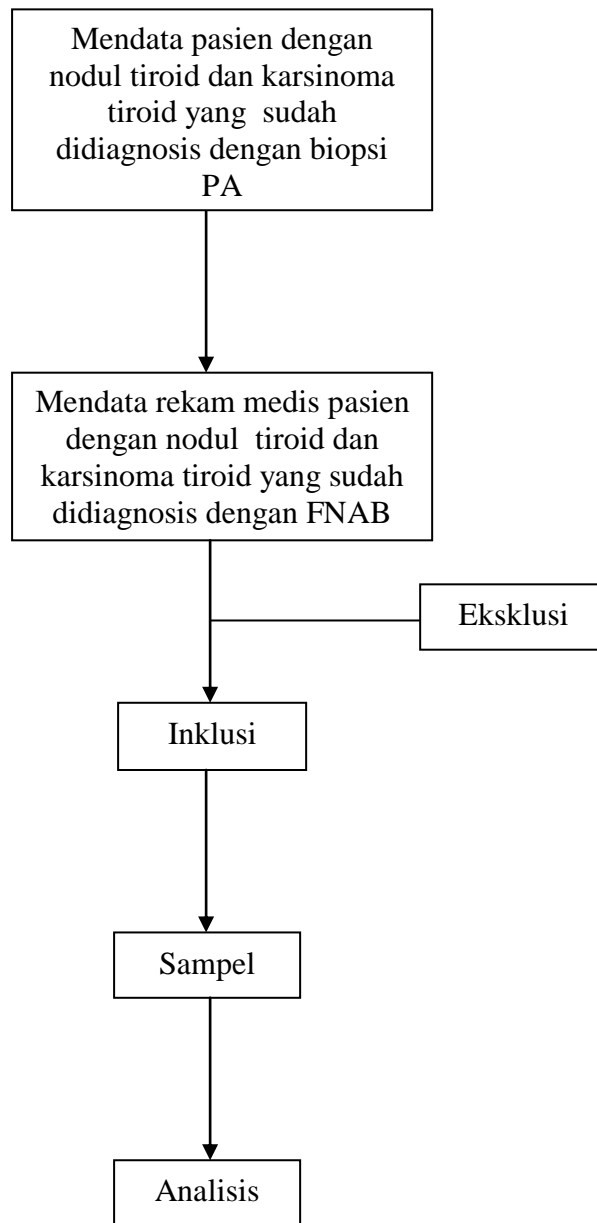 Mendata pasien dengan
nodul tiroid dan karsinoma
tiroid yang sudah
didiagnosis dengan biopsi
PA
Mendata rekam medis pasien
dengan nodul tiroid dan
karsinoma tiroid yang sudah
didiagnosis dengan FNAB
Eksklusi
Inklusi
Sampel
Analisis